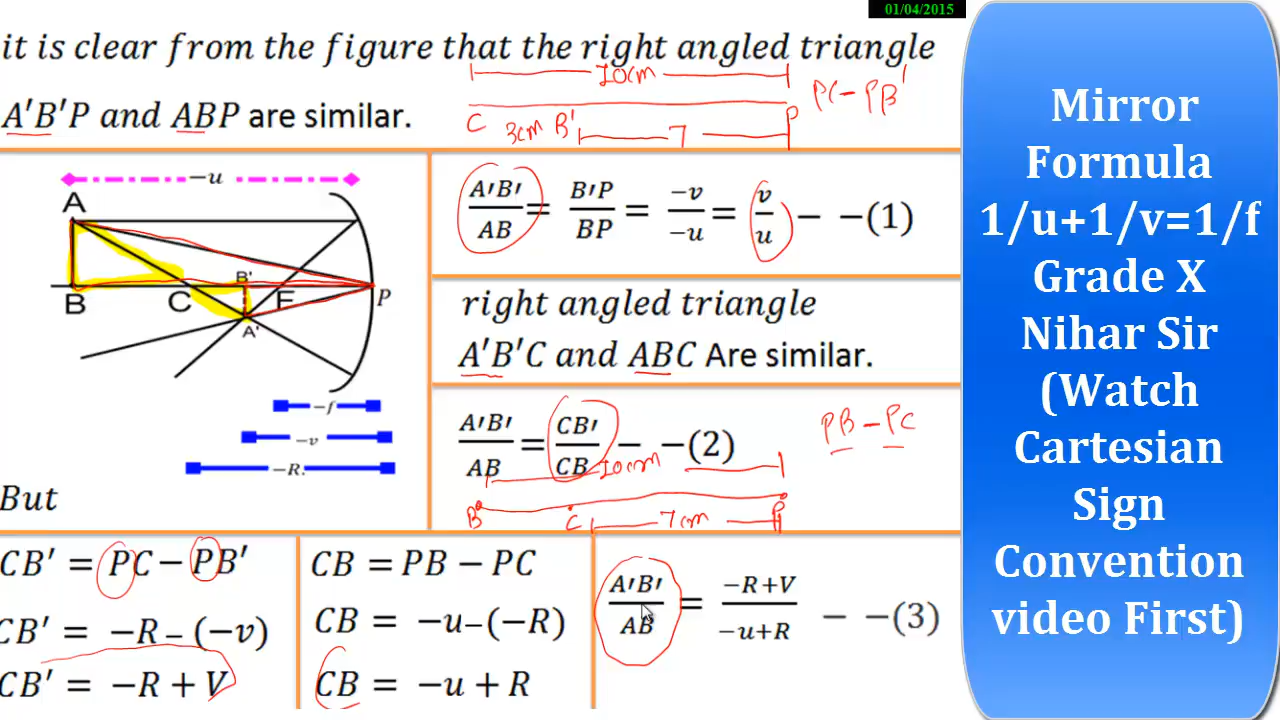 01/04/2015
it is clear from the figure that the right angled triangle
A′B′P and ABP are similar.
10cm
PC - PB'
C 3cm B' 7 P
-u
A
B C B' F P
A'
-f
-v
-R.
But
A′B′/AB = B′P/BP = -v/-u = v/u - -(1)
right angled triangle
A′B′C and ABC Are similar.
A′B′/AB = CB′/CB - -(2)
PB - PC
10cm
B C 7cm P
CB′ = PC- PB′
CB′ = -R - (-v)
CB′ = -R + V
CB = PB - PC
CB = -u-(-R)
CB = -u + R
A′B′/AB = -R+V/-u+R - -(3)
Mirror
Formula
1/u+1/v=1/f
Grade X
Nihar Sir
(Watch
Cartesian
Sign
Convention
video First)